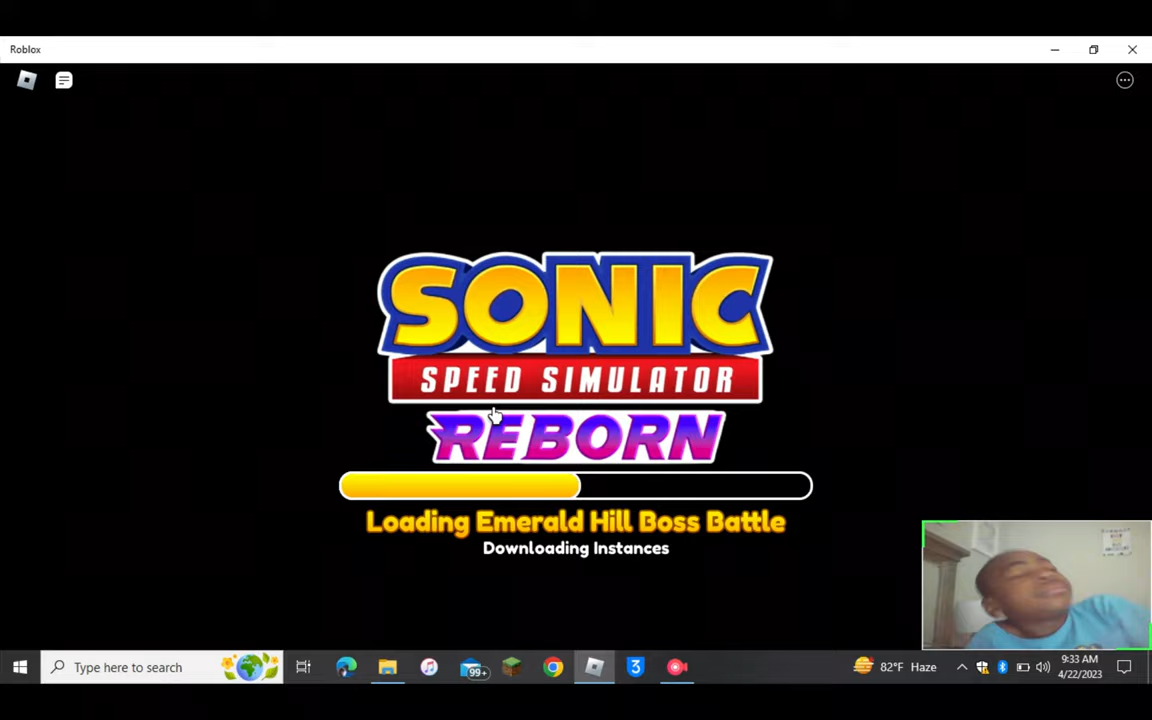 Roblox
SONIC
SPEED SIMULATOR
REBORN
Loading Emerald Hill Boss Battle
Downloading Instances
Type here to search
99+
3
82°F Haze
9:33 AM
4/22/2023